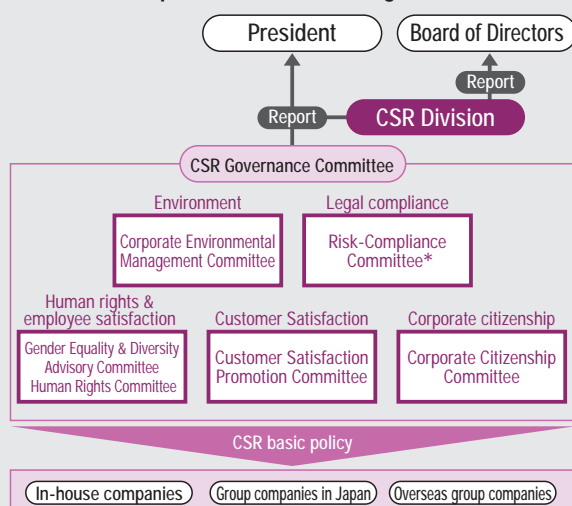 President
Board of Directors
Report
Report
CSR Division
CSR Governance Committee
Environment
Legal compliance
Corporate Environmental
Management Committee
Risk-Compliance
Committee*
Human rights &
employee satisfaction
Customer Satisfaction
Corporate citizenship
Gender Equality & Diversity
Advisory Committee
Human Rights Committee
Customer Satisfaction
Promotion Committee
Corporate Citizenship
Committee
CSR basic policy
In-house companies
Group companies in Japan
Overseas group companies